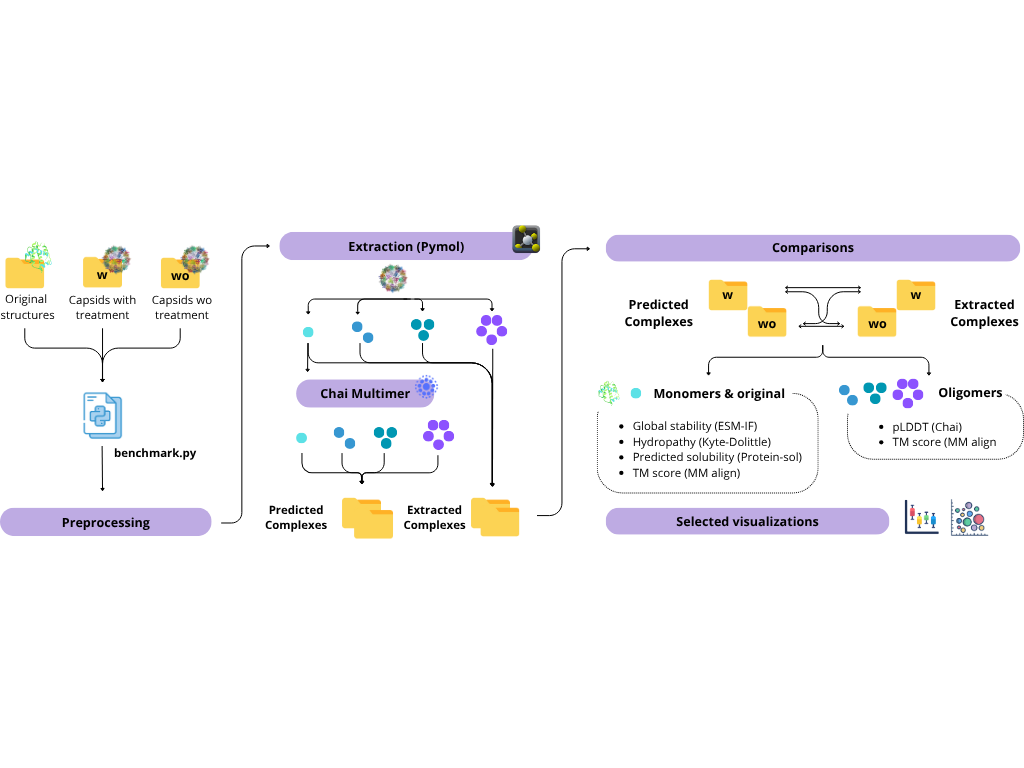 Original
structures
w
Capsids with
treatment
wo
Capsids wo
treatment
benchmark.py
Preprocessing
Extraction (Pymol)
Chai Multimer
Predicted
Complexes
Extracted
Complexes
Comparisons
Predicted
Complexes
w
wo
w
wo
Extracted
Complexes
Monomers & original
Global stability (ESM-IF)
Hydropathy (Kyte-Dolittle)
Predicted solubility (Protein-sol)
TM score (MM align)
Oligomers
pLDDT (Chai)
TM score (MM align
Selected visualizations